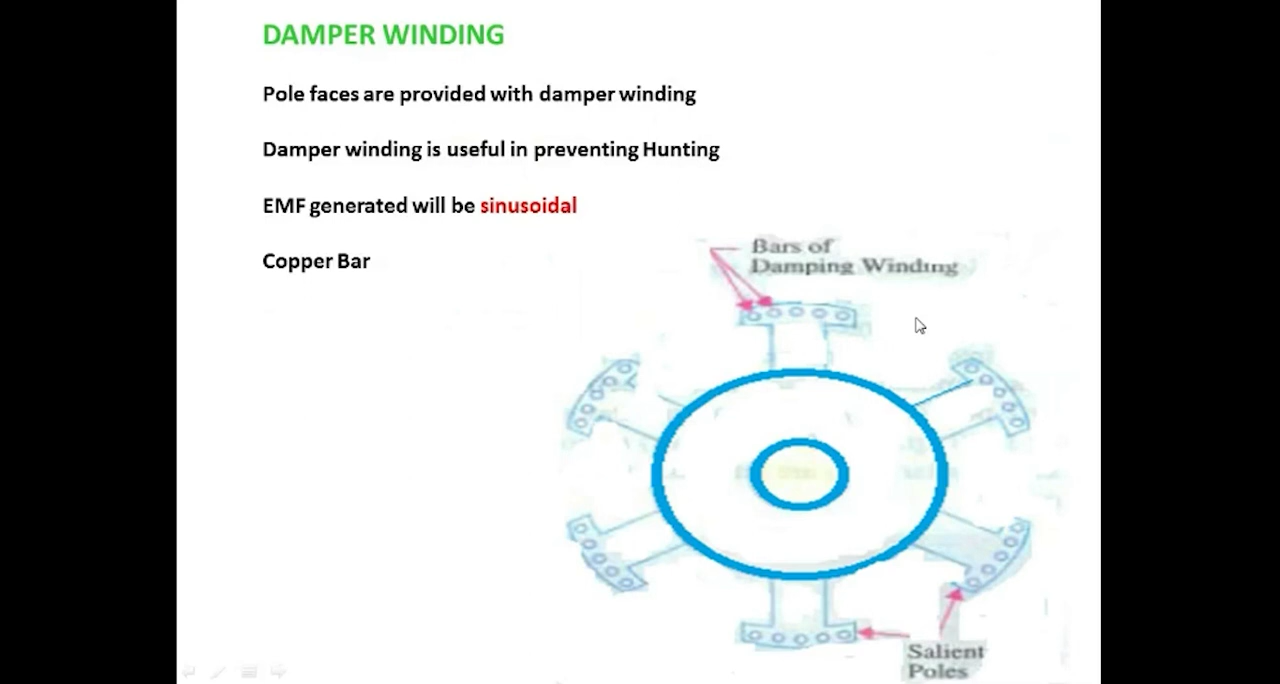 DAMPER WINDING
Pole faces are provided with damper winding
Damper winding is useful in preventing Hunting
EMF generated will be sinusoidal
Copper Bar
Bars of
Damping Winding
Salient
Poles